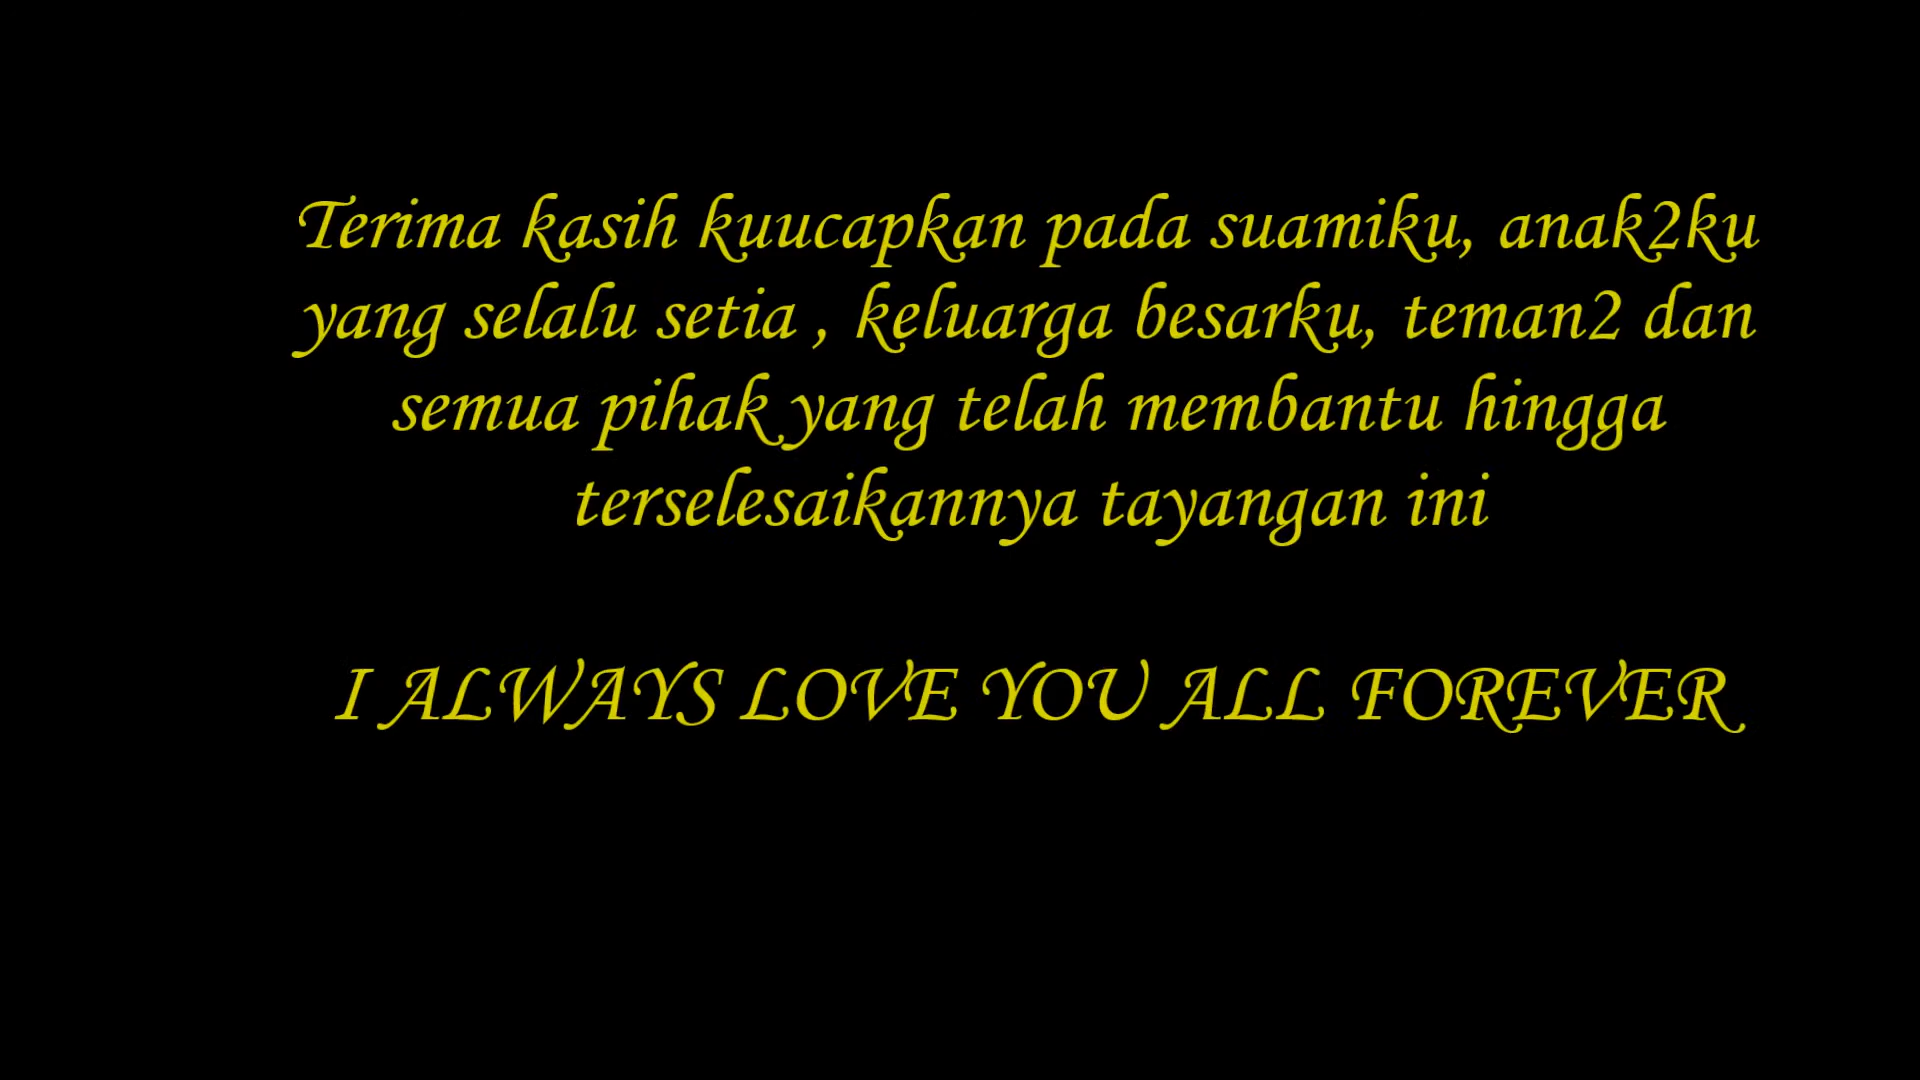 Terima kasih kuucapkan pada suamiku, anak2ku
yang selalu setia , keluarga besarku, teman2 dan
semua pihak yang telah membantu hingga
terselesaikannya tayangan ini
I ALWAYS LOVE YOU ALL FOREVER